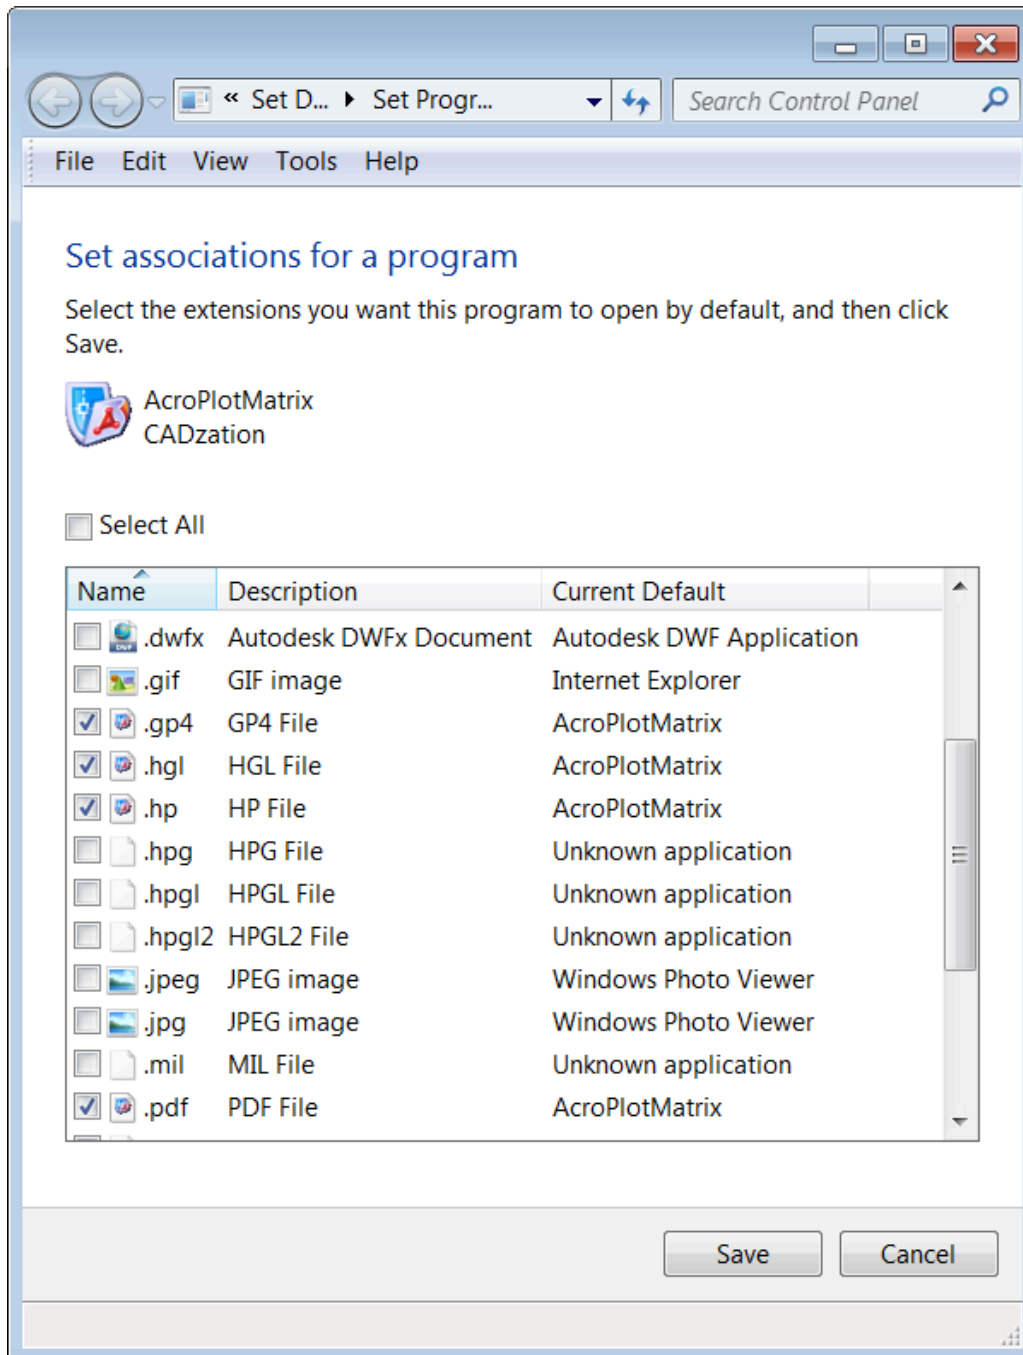 « Set D... Set Progr... Search Control Panel
File Edit View Tools Help
Set associations for a program
Select the extensions you want this program to open by default, and then click
Save.
AcroPlotMatrix
CADzation
Select All
Name Description Current Default
.dwfx Autodesk DWFx Document Autodesk DWF Application
.gif GIF image Internet Explorer
.gp4 GP4 File AcroPlotMatrix
.hgl HGL File AcroPlotMatrix
.hp HP File AcroPlotMatrix
.hpg HPG File Unknown application
.hpgl HPGL File Unknown application
.hpgl2 HPGL2 File Unknown application
.jpeg JPEG image Windows Photo Viewer
.jpg JPEG image Windows Photo Viewer
.mil MIL File Unknown application
.pdf PDF File AcroPlotMatrix
Save Cancel